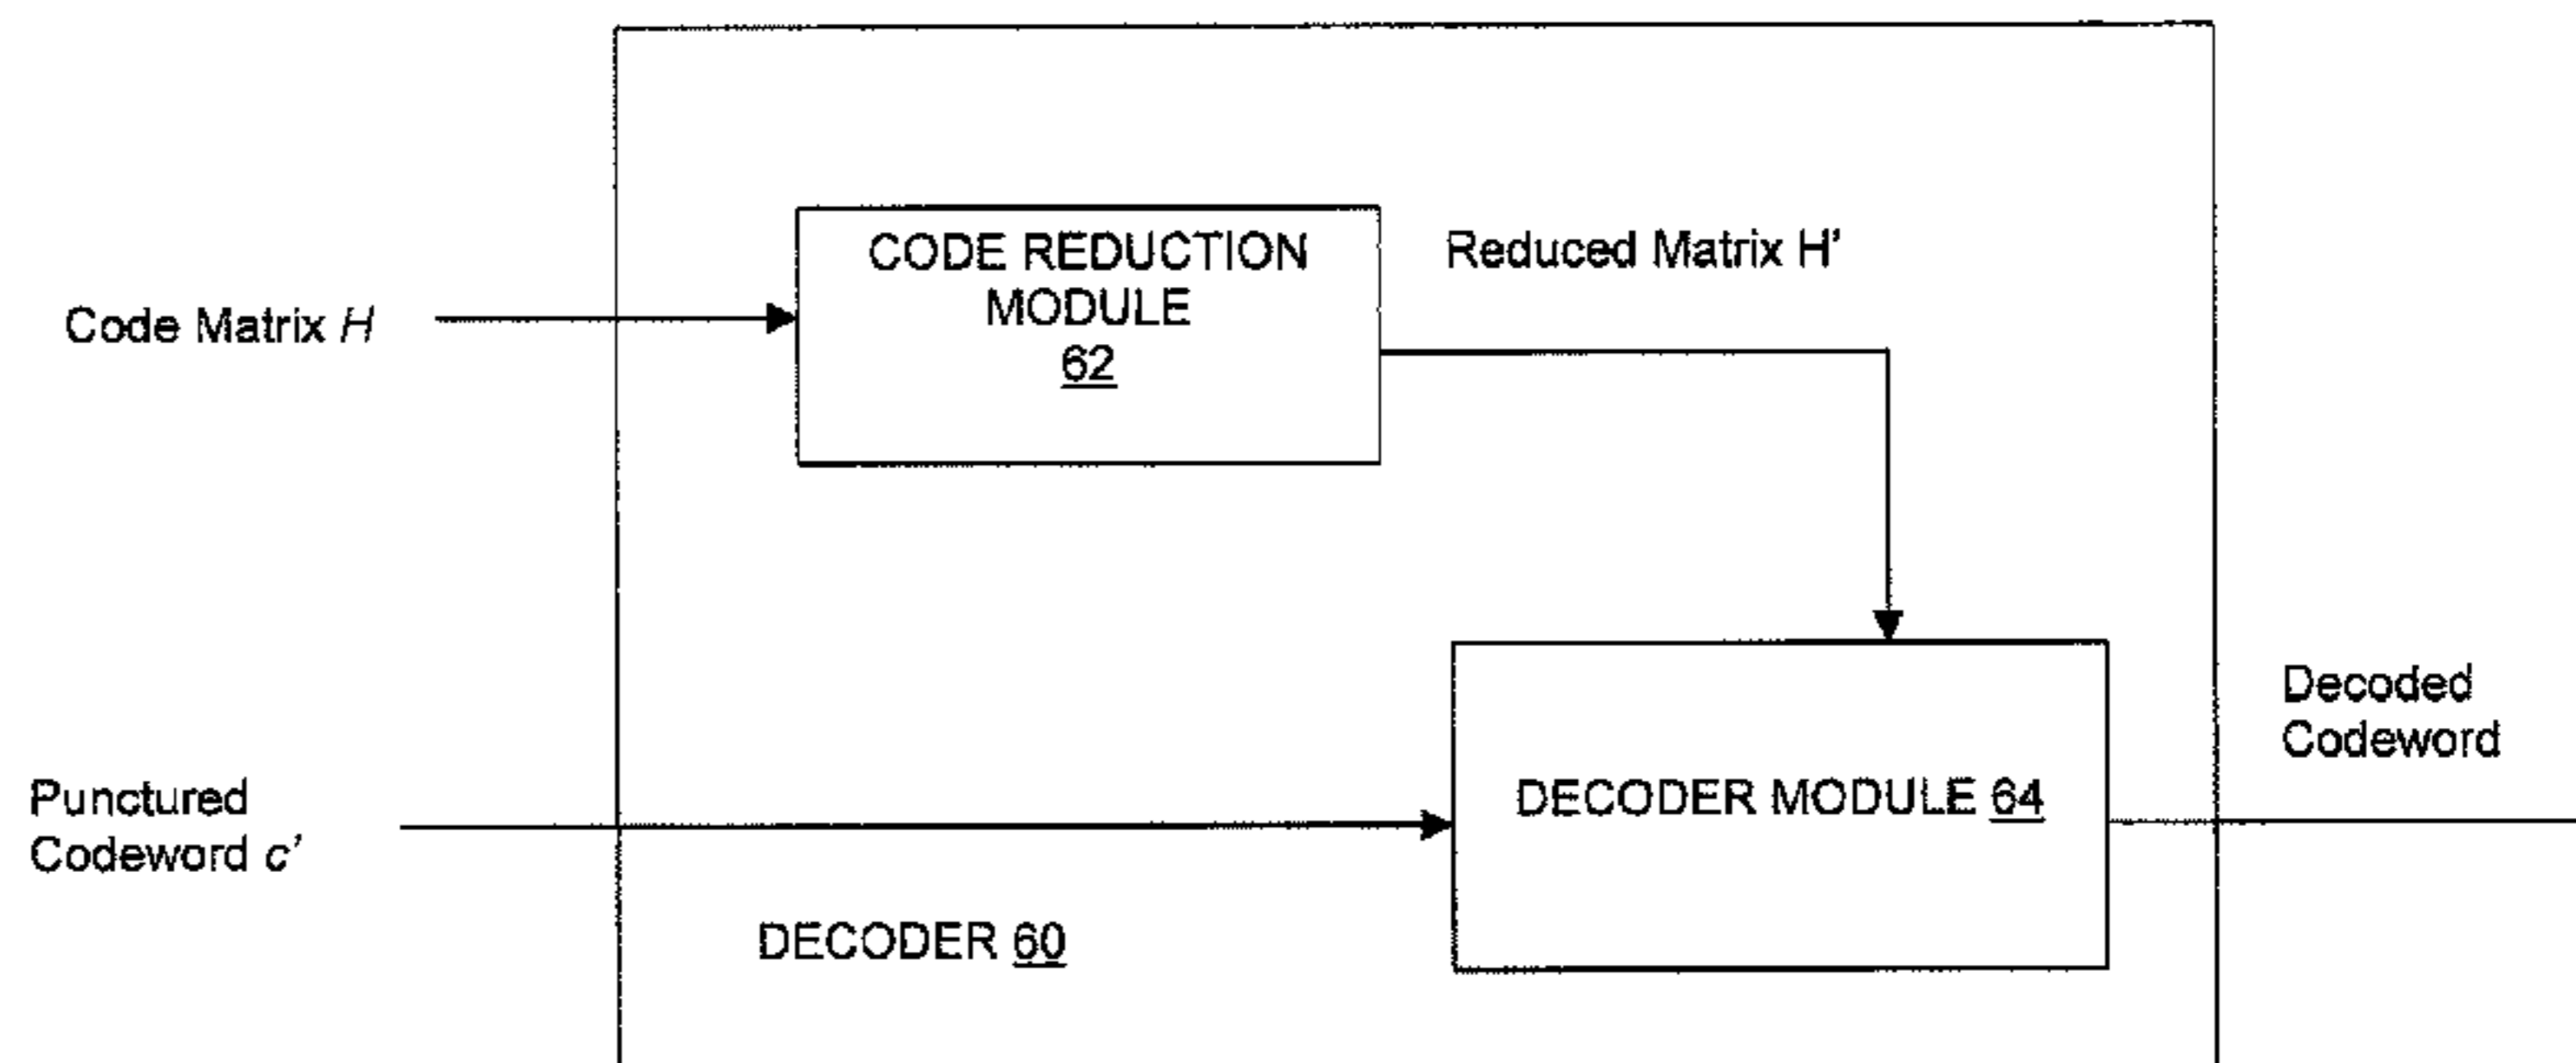 CODE REDUCTION
MODULE
62
Reduced Matrix H'
Code Matrix H
Decoded
Codeword
Punctured
Codeword c'
DECODER MODULE 64
DECODER 60